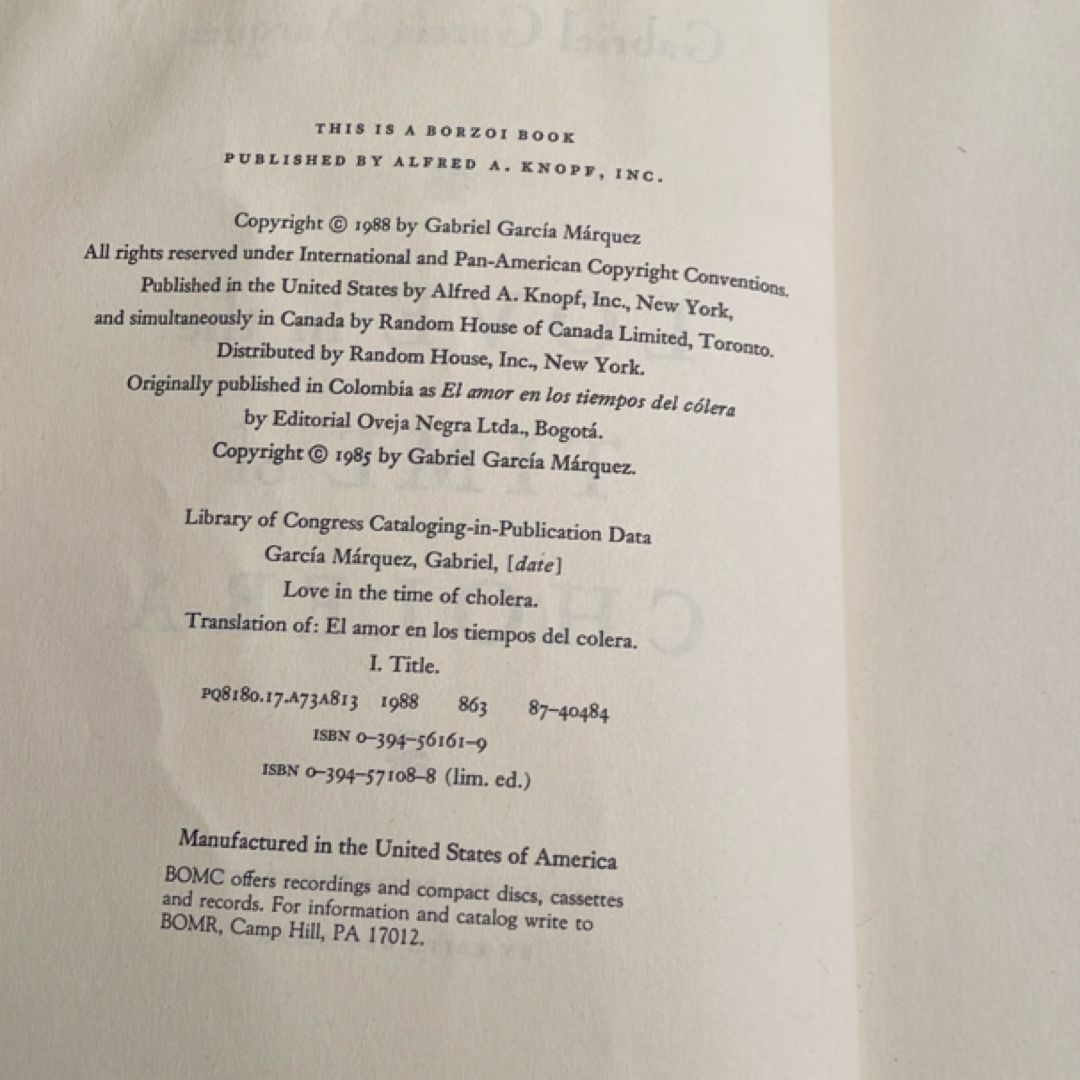 THIS IS A BORZOI BOOK
PUBLISHED BY ALFRED A. KNOPF, INC.
Copyright © 1988 by Gabriel García Márquez
All rights reserved under International and Pan-American Copyright Conventions.
Published in the United States by Alfred A. Knopf, Inc., New York,
and simultaneously in Canada by Random House of Canada Limited, Toronto.
Distributed by Random House, Inc., New York.
Originally published in Colombia as El amor en los tiempos del cólera
by Editorial Oveja Negra Ltda., Bogotá.
Copyright © 1985 by Gabriel García Márquez.
Library of Congress Cataloging-in-Publication Data
García Márquez, Gabriel, [date]
Love in the time of cholera.
Translation of: El amor en los tiempos del colera.
I. Title.
PQ8180.17.A73A813 1988 863 87–40484
ISBN 0–394–56161–9
ISBN 0–394–57108–8 (lim. ed.)
Manufactured in the United States of America
BOMC offers recordings and compact discs, cassettes
and records. For information and catalog write to
BOMR, Camp Hill, PA 17012.